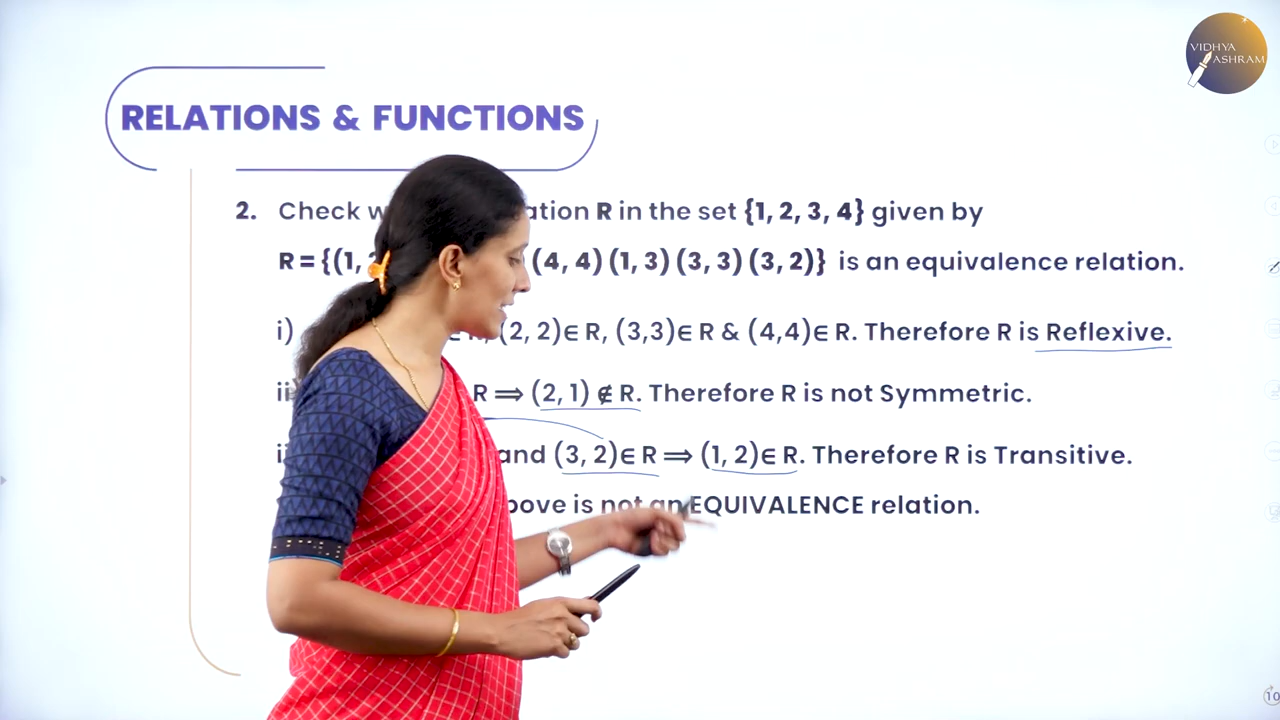 VIDHYA
ASHRAM
RELATIONS & FUNCTIONS
2. Check ation R in the set {1, 2, 3, 4} given by
R = {(1, (4, 4) (1, 3) (3, 3) (3, 2)} is an equivalence relation.
i) R, (2, 2)∈ R, (3,3)∈ R & (4,4)∈ R. Therefore R is Reflexive.
R ⟹ (2, 1) ∉ R. Therefore R is not Symmetric.
and (3, 2)∈ R ⟹ (1, 2)∈ R. Therefore R is Transitive.
is not an EQUIVALENCE relation.
10